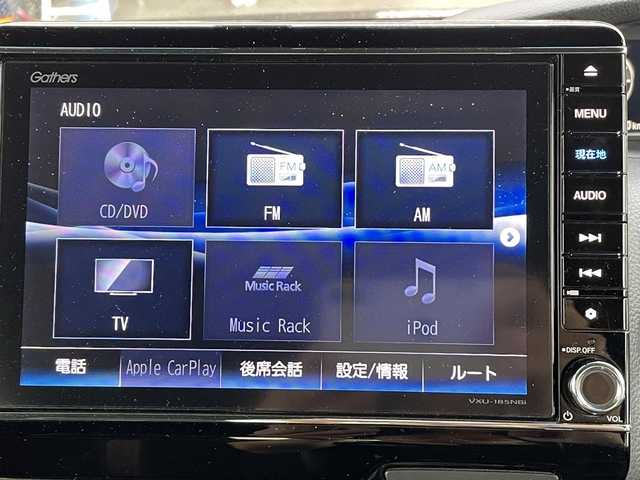 Gathers
AUDIO
CD/DVD
FM
FM
AM
AM
TV
Music Rack
Music Rack
iPod
電話
Apple CarPlay
後席会話
設定/情報
ルート
VXU-185NBi
MENU
現在地
AUDIO
DISP.OFF
VOL